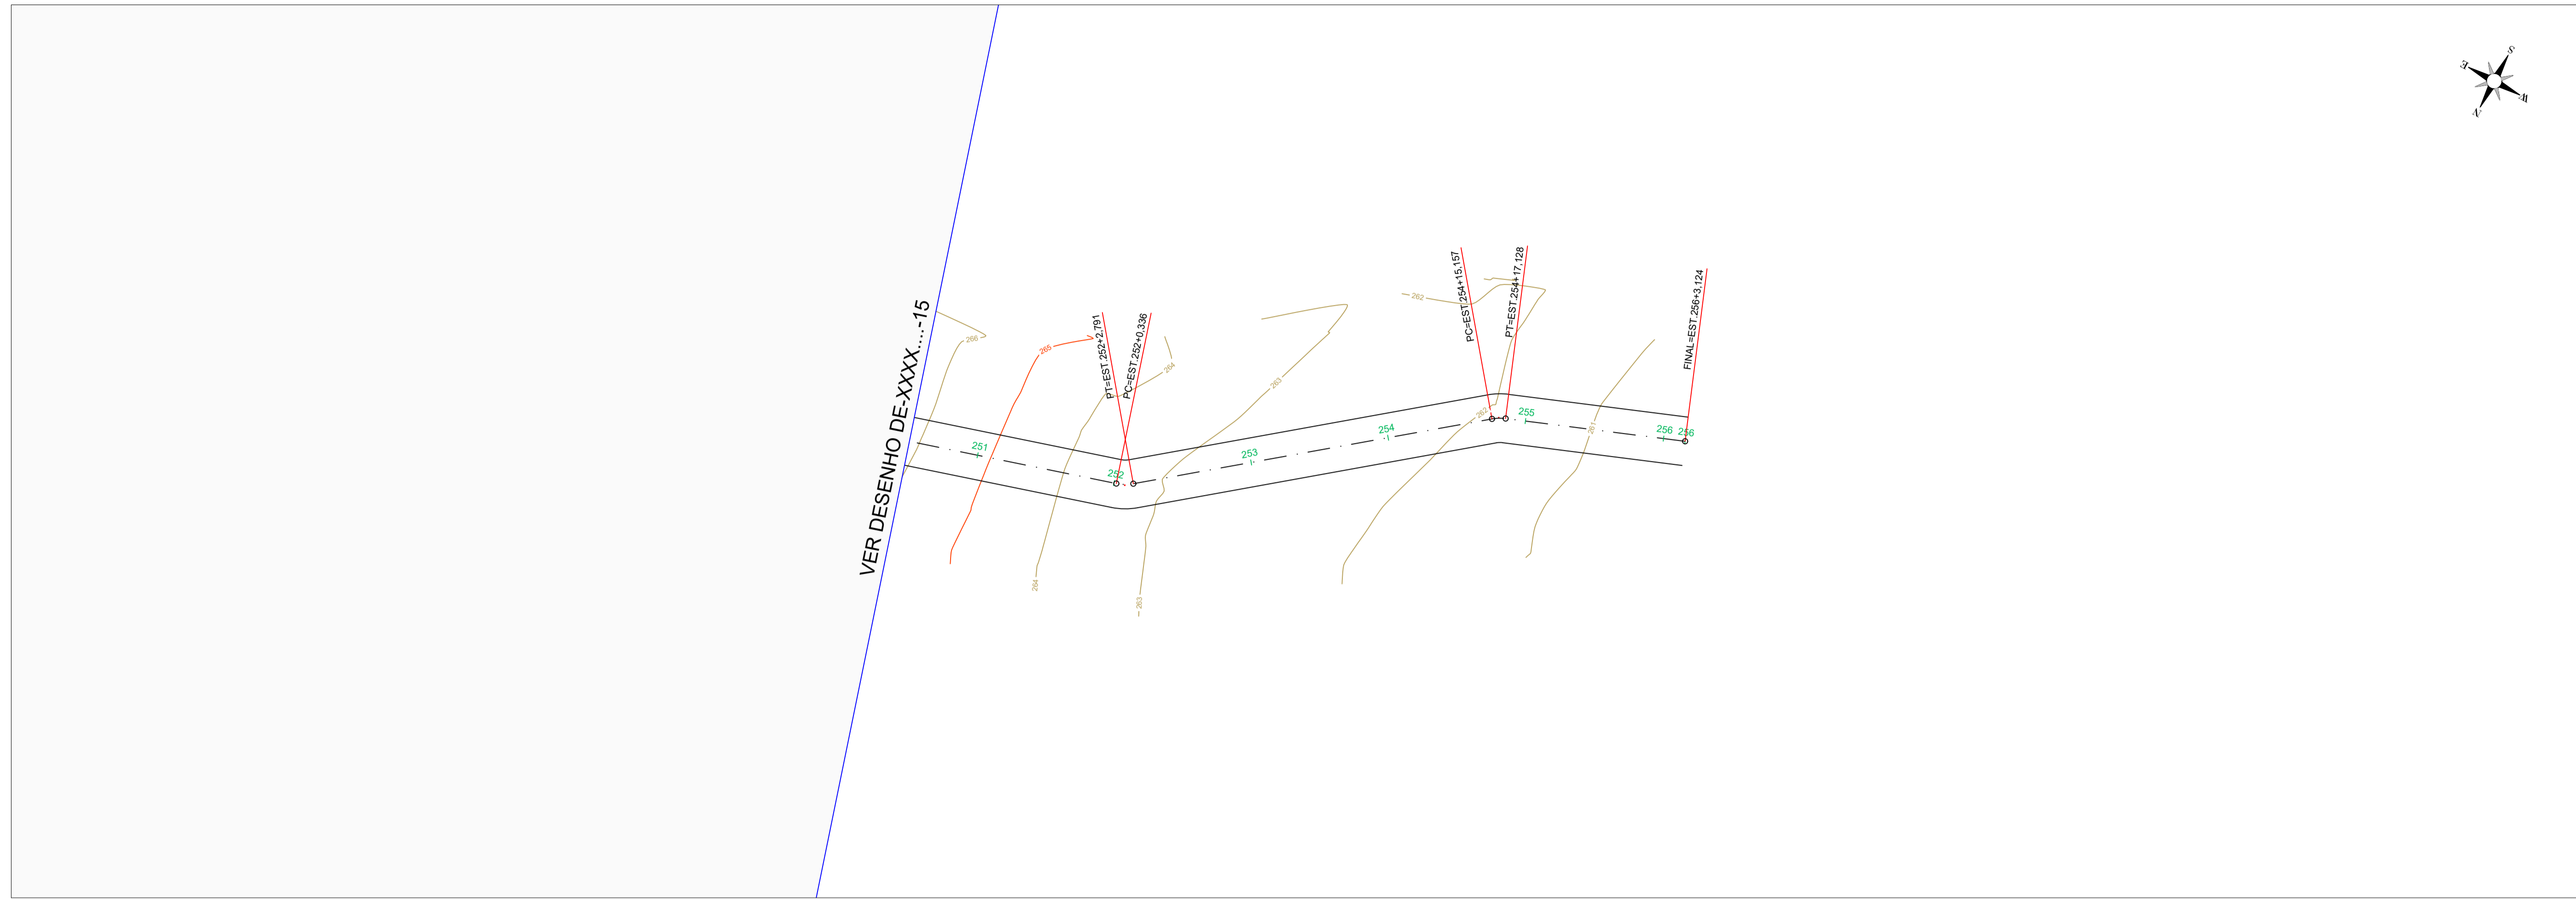 S
E
W
N
VER DESENHO DE-XXXX.....-15
266
265
PT=EST.252+2,791
PC=EST.252+0,336
264
263
262
PC=EST.254+15,157
PT=EST.254+17,128
FINAL=EST.256+3,124
251
252
253
254
262
255
261
256
256
264
263